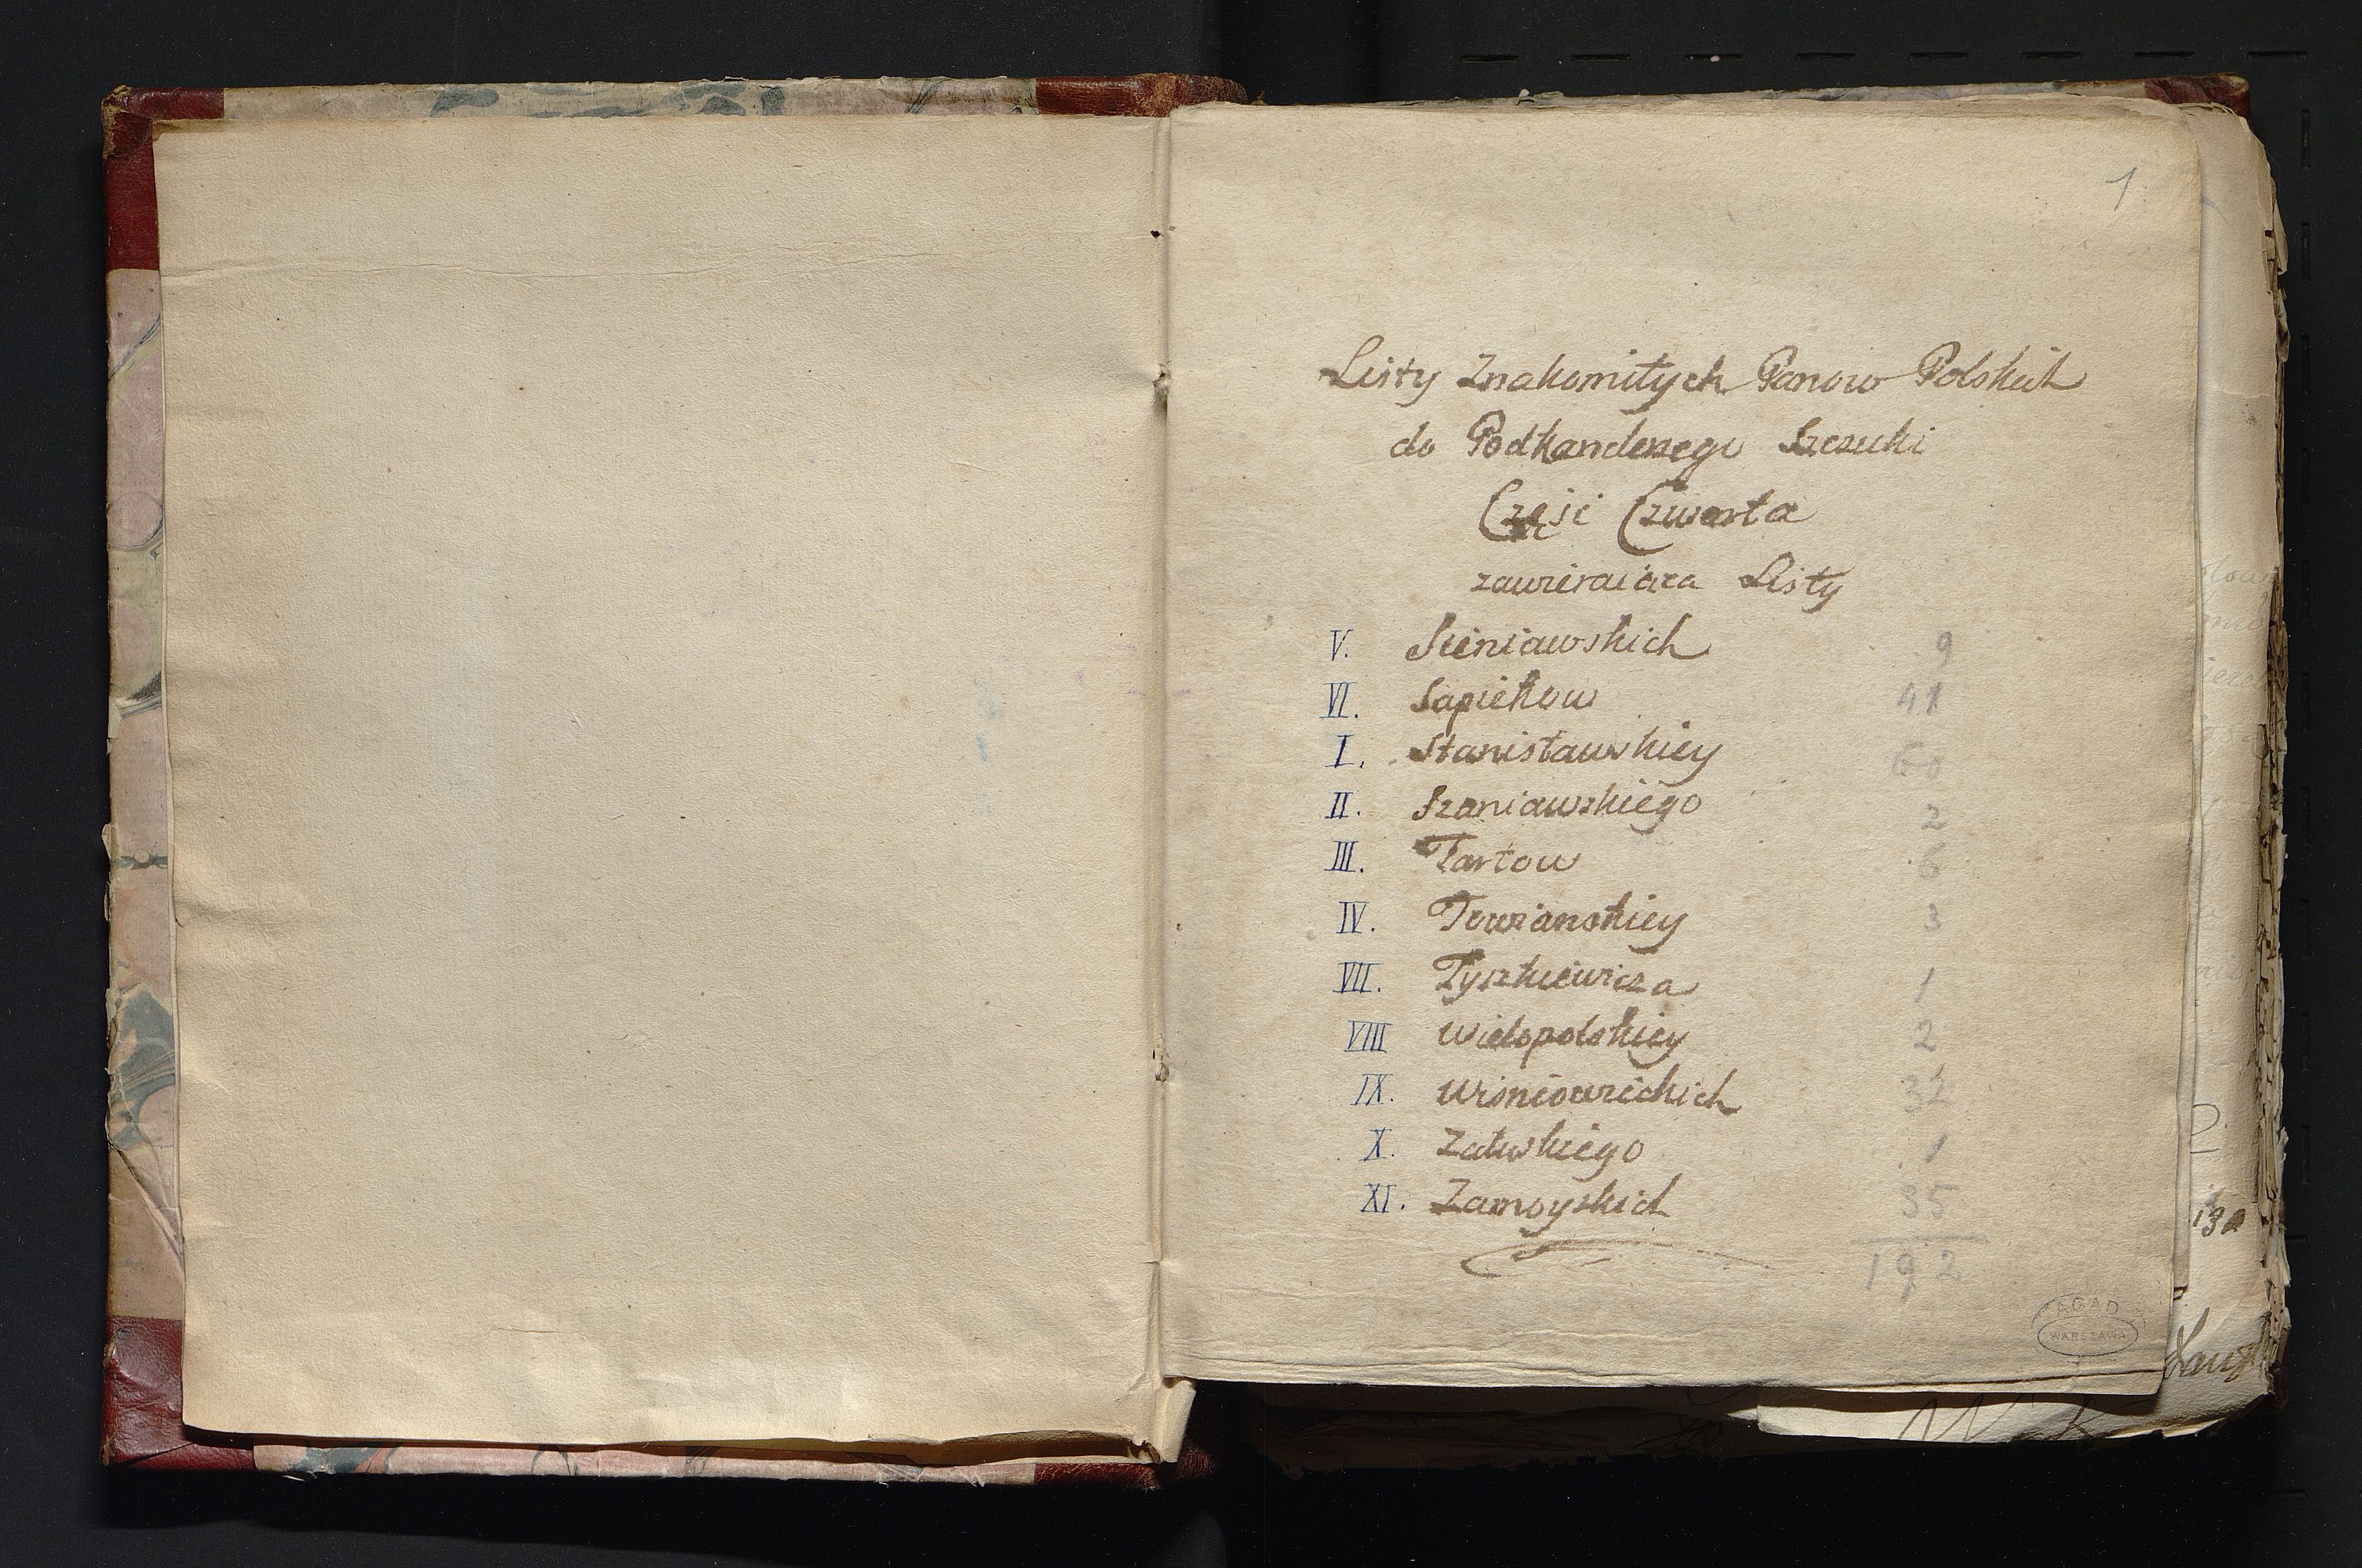 1
Listy Znakomitych Panow Polskich
do Podkanclerzego Szczuki
Częsć Czwarta
zawieraiąca Listy
V. Sieniawskich 9
VI. Sapiehow 41
I. Stanisławskiey 60
II. Szaniawskiego 2
III. Tarłow 6
IV. Towianskiey 3
VII. Tyszkiewicza 1
VIII Wielopolskiey 2
IX. Wisniowieckich 32
X. Załuskiego 1
XI. Zamoyskich 35
192
AGAD
WARSZAWA
130